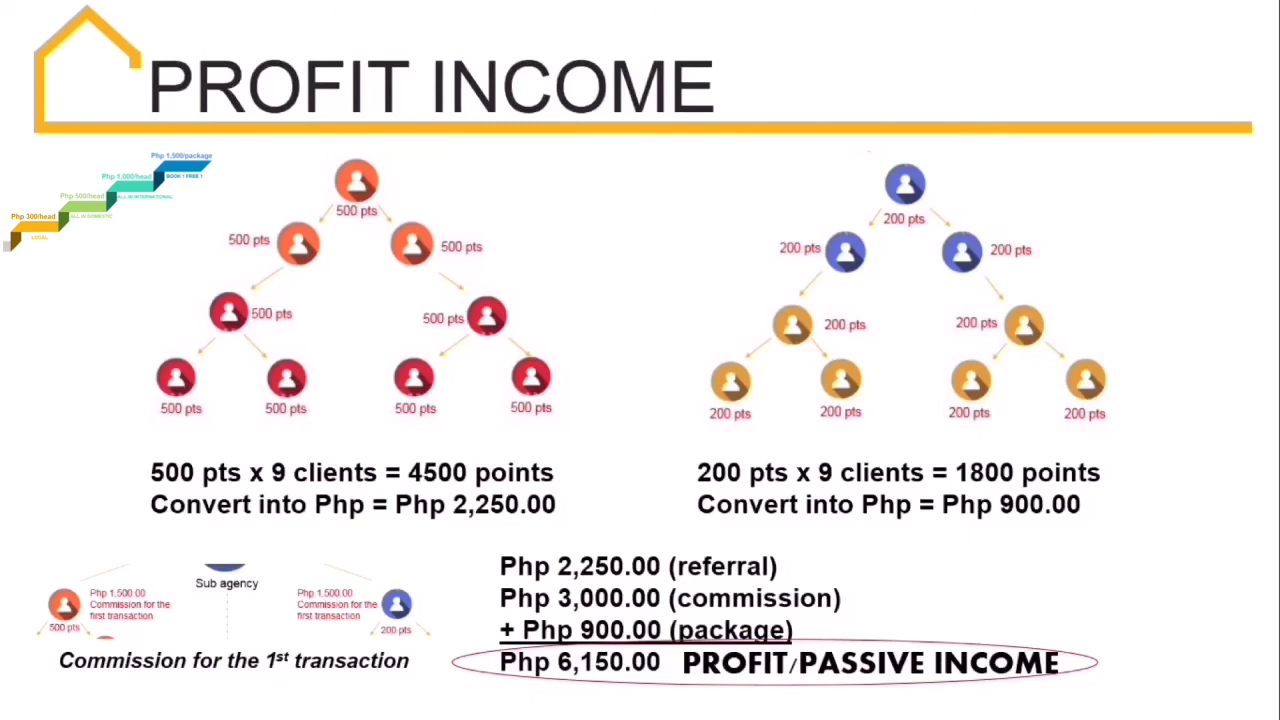 PROFIT INCOME
Php 1,500/package
BOOK 1 FREE 1
Php 1,000/head
ALL IN INTERNATIONAL
Php 500/head
ALL IN DOMESTIC
Php 300/head
LOCAL
500 pts
500 pts
500 pts
500 pts
500 pts
500 pts
500 pts
500 pts
500 pts
500 pts x 9 clients = 4500 points
Convert into Php = Php 2,250.00
200 pts
200 pts
200 pts
200 pts
200 pts
200 pts
200 pts
200 pts
200 pts
200 pts x 9 clients = 1800 points
Convert into Php = Php 900.00
Sub agency
Php 1,500.00
Commission for the
first transaction
500 pts
Php 1,500.00
Commission for the
first transaction
200 pts
Commission for the 1st transaction
Php 2,250.00 (referral)
Php 3,000.00 (commission)
+ Php 900.00 (package)
Php 6,150.00 PROFIT/PASSIVE INCOME